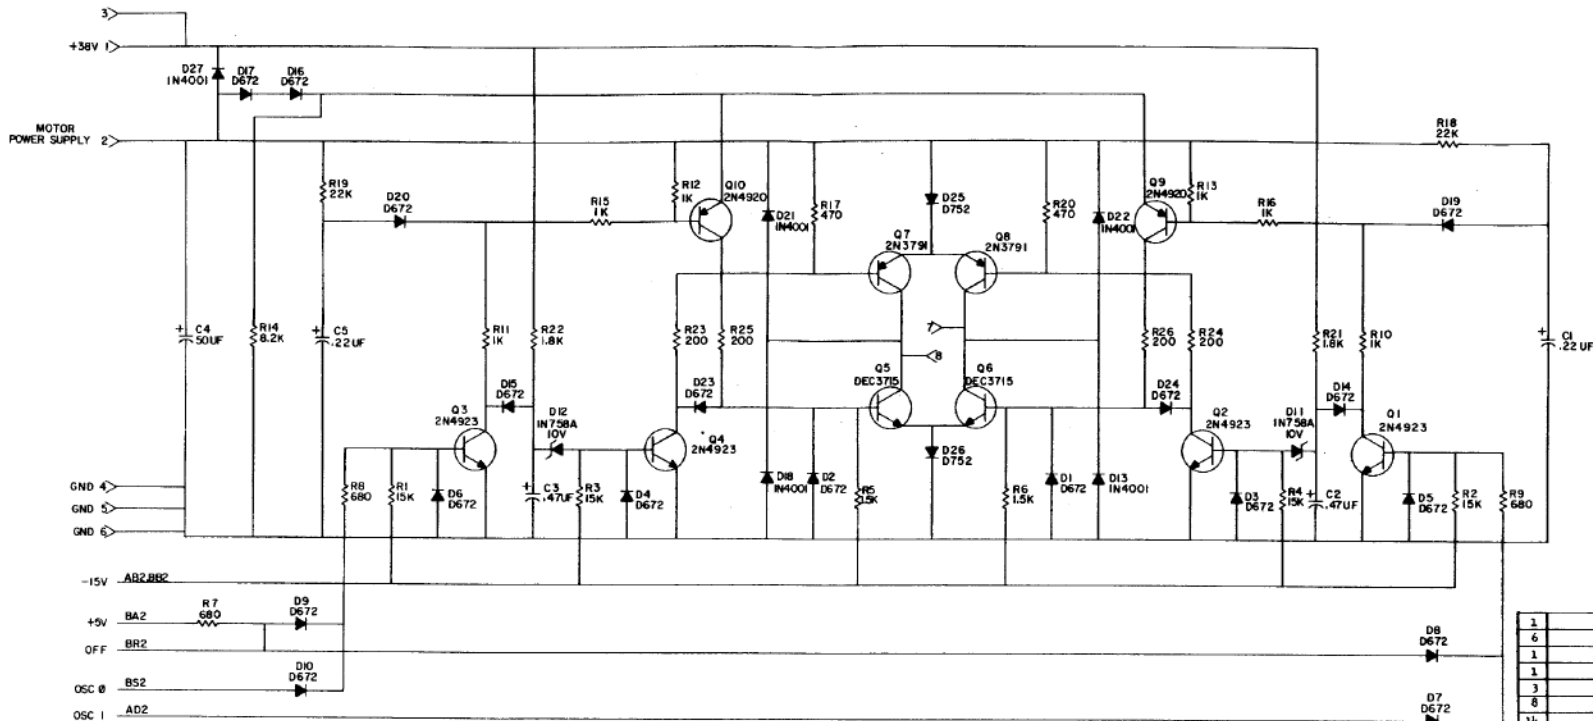 3
+38V 1
D27
1N4001
D17
D672
D16
D672
MOTOR
POWER SUPPLY 2
R18
22K
R19
22K
D20
D672
R15
1K
R12
1K
Q10
2N4920
D21
1N4001
R17
470
D25
D752
R20
470
D22
1N4001
Q9
2N4920
R13
1K
R16
1K
D19
D672
Q7
2N3791
Q8
2N3791
C4
50UF
R14
8.2K
C5
.22UF
R11
1K
R22
1.8K
R23
200
R25
200
7
8
R26
200
R24
200
R21
1.8K
R10
1K
C1
.22UF
D15
D672
D23
D672
Q5
DEC3715
Q6
DEC3715
D24
D672
D14
D672
Q3
2N4923
D12
1N758A
10V
Q4
2N4923
D26
D752
Q2
2N4923
D11
1N758A
10V
Q1
2N4923
GND 4
GND 5
GND 6
R8
680
R1
15K
D6
D672
C3
.47UF
R3
15K
D4
D672
D18
1N4001
D2
D672
R5
1.5K
R6
1.5K
D1
D672
D13
1N4001
D3
D672
R4
15K
C2
.47UF
D5
D672
R2
15K
R9
680
-15V AB2,BB2
+5V BA2
R7
680
D9
D672
OFF BR2
D8
D672
OSC 0 BS2
D10
D672
OSC 1 AD2
D7
D672
1
6
1
1
3
8